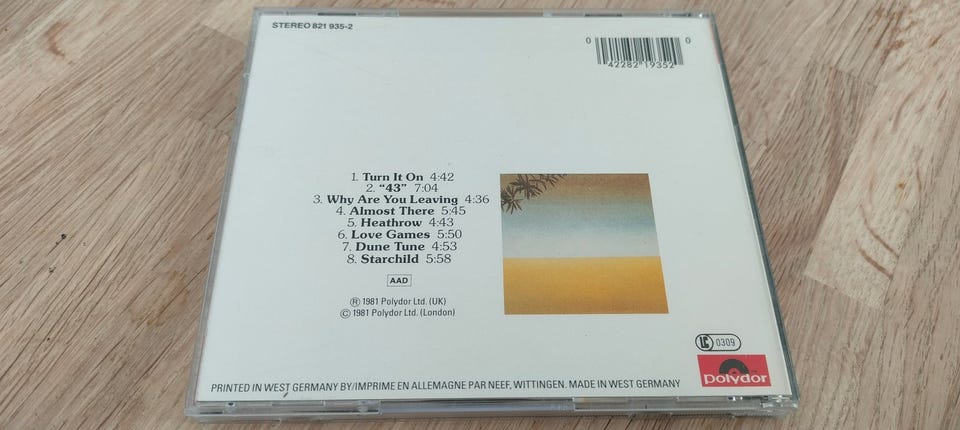 STEREO 821 935-2
0 42282 19352 0
1. Turn It On 4:42
2. “43” 7:04
3. Why Are You Leaving 4:36
4. Almost There 5:45
5. Heathrow 4:43
6. Love Games 5:50
7. Dune Tune 4:53
8. Starchild 5:58
AAD
Ⓟ 1981 Polydor Ltd. (UK)
© 1981 Polydor Ltd. (London)
LC 0309
polydor
PRINTED IN WEST GERMANY BY/IMPRIME EN ALLEMAGNE PAR NEEF, WITTINGEN. MADE IN WEST GERMANY